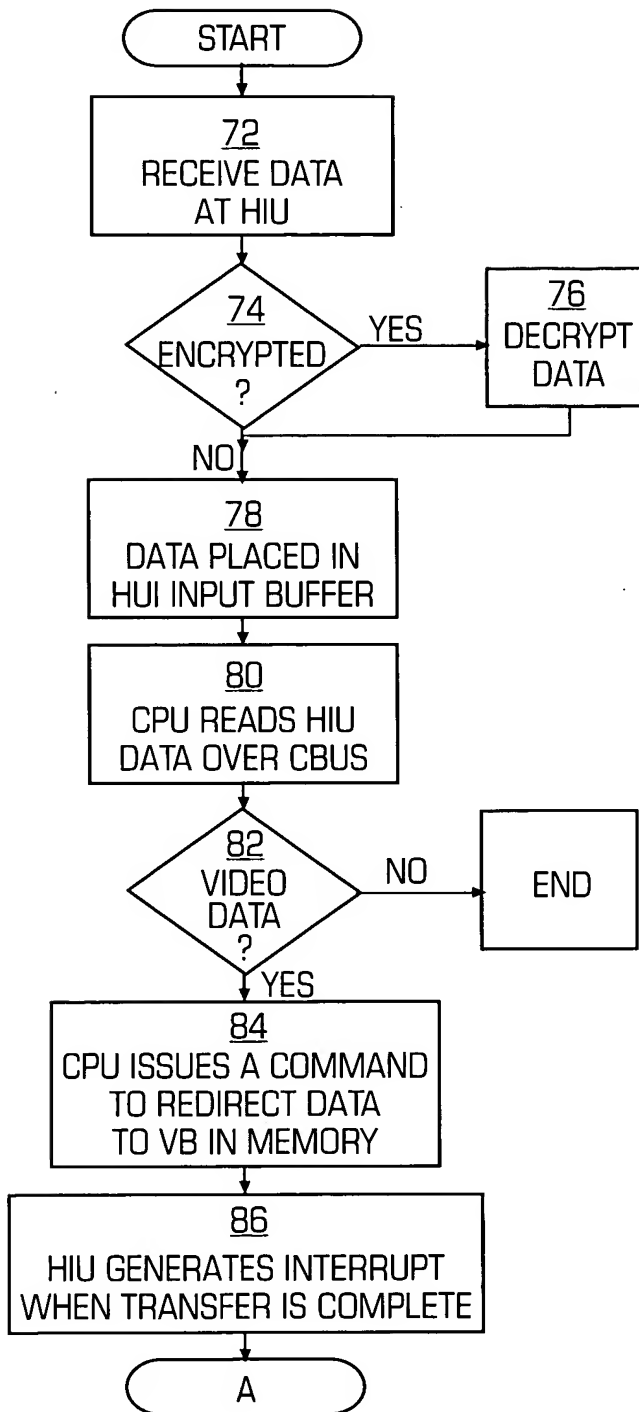 START
72
RECEIVE DATA
AT HIU
74
ENCRYPTED
?
YES
76
DECRYPT
DATA
NO
78
DATA PLACED IN
HUI INPUT BUFFER
80
CPU READS HIU
DATA OVER CBUS
82
VIDEO
DATA
?
NO
END
YES
84
CPU ISSUES A COMMAND
TO REDIRECT DATA
TO VB IN MEMORY
86
HIU GENERATES INTERRUPT
WHEN TRANSFER IS COMPLETE
A